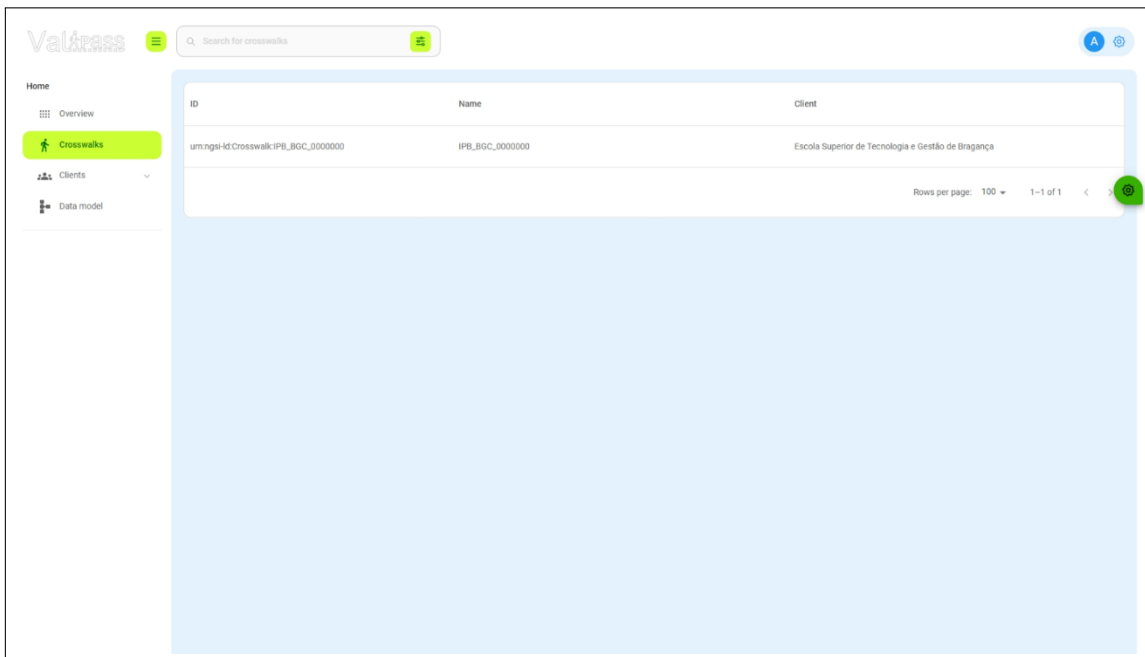 Valipass
Search for crosswalks
A
Home
Overview
Crosswalks
Clients
Data model
ID Name Client
urn:ngsi-ld:Crosswalk:IPB_BGC_0000000 IPB_BGC_0000000 Escola Superior de Tecnologia e Gestão de Bragança
Rows per page: 100 1–1 of 1